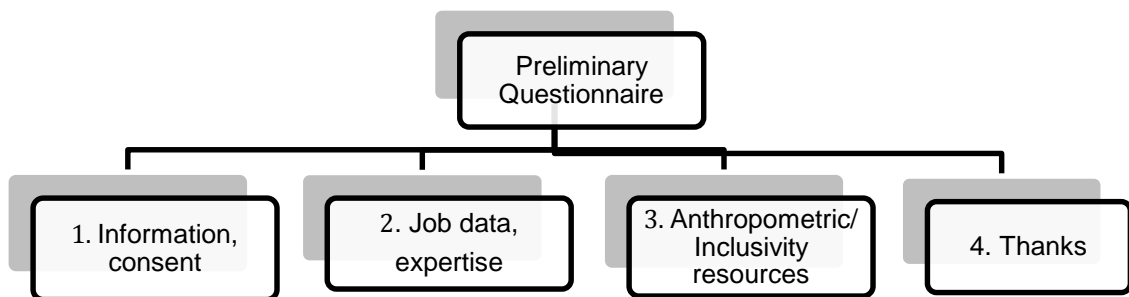 Preliminary
Questionnaire
1. Information,
consent
2. Job data,
expertise
3. Anthropometric/
Inclusivity
resources
4. Thanks